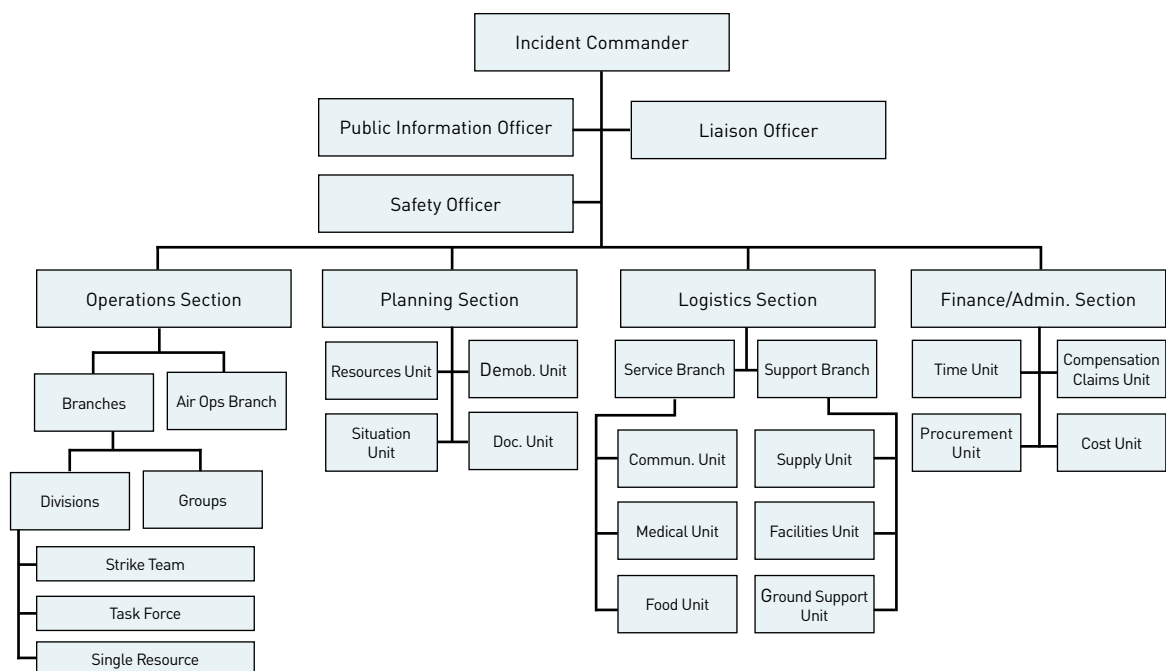 Incident Commander
Public Information Officer
Liaison Officer
Safety Officer
Operations Section
Planning Section
Logistics Section
Finance/Admin. Section
Branches
Air Ops Branch
Divisions
Groups
Strike Team
Task Force
Single Resource
Resources Unit
Demob. Unit
Situation
Unit
Doc. Unit
Service Branch
Support Branch
Commun. Unit
Supply Unit
Medical Unit
Facilities Unit
Food Unit
Ground Support
Unit
Time Unit
Compensation
Claims Unit
Procurement
Unit
Cost Unit